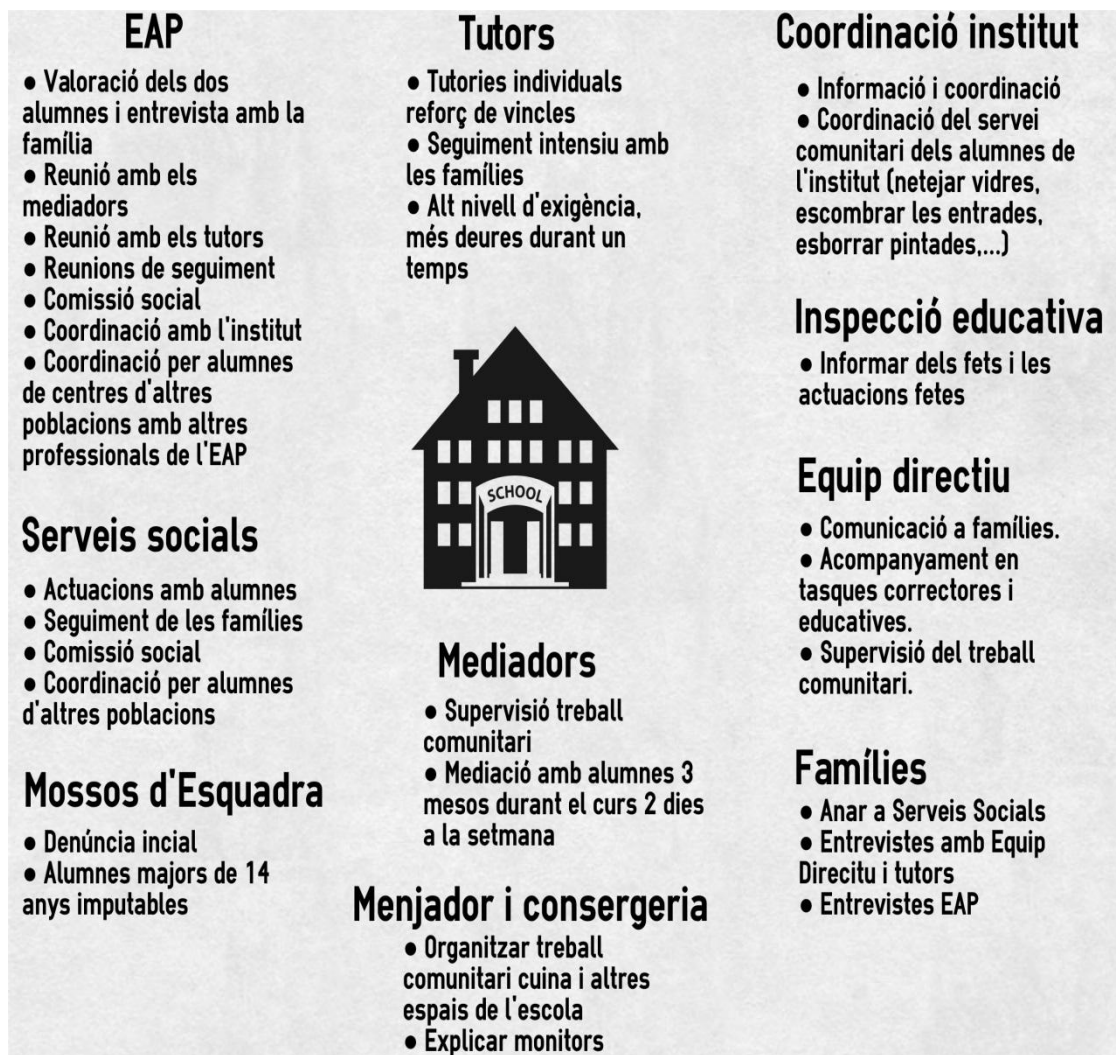 EAP
● Valoració dels dos
alumnes i entrevista amb la
família
● Reunió amb els
mediadors
● Reunió amb els tutors
● Reunions de seguiment
● Comissió social
● Coordinació amb l'institut
● Coordinació per alumnes
de centres d'altres
poblacions amb altres
professionals de l'EAP
Serveis socials
● Actuacions amb alumnes
● Seguiment de les famílies
● Comissió social
● Coordinació per alumnes
d'altres poblacions
Mossos d'Esquadra
● Denúncia incial
● Alumnes majors de 14
anys imputables
Tutors
● Tutories individuals
reforç de vincles
● Seguiment intensiu amb
les famílies
● Alt nivell d'exigència,
més deures durant un
temps
SCHOOL
Mediadors
● Supervisió treball
comunitari
● Mediació amb alumnes 3
mesos durant el curs 2 dies
a la setmana
Menjador i consergeria
● Organitzar treball
comunitari cuina i altres
espais de l'escola
● Explicar monitors
Coordinació institut
● Informació i coordinació
● Coordinació del servei
comunitari dels alumnes de
l'institut (netejar vidres,
escombrar les entrades,
esborrar pintades,...)
Inspecció educativa
● Informar dels fets i les
actuacions fetes
Equip directiu
● Comunicació a famílies.
● Acompanyament en
tasques correctores i
educatives.
● Supervisió del treball
comunitari.
Famílies
● Anar a Serveis Socials
● Entrevistes amb Equip
Direcitu i tutors
● Entrevistes EAP